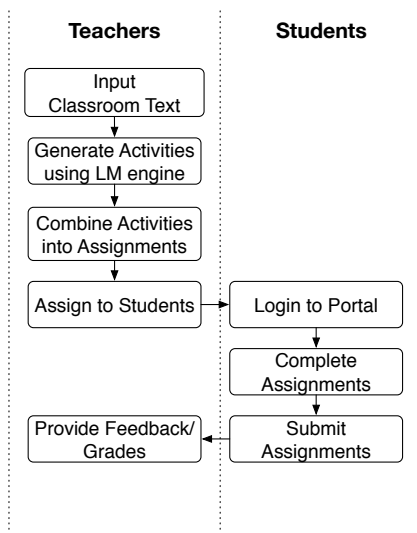 Teachers
Students
Input
Classroom Text
Generate Activities
using LM engine
Combine Activities
into Assignments
Assign to Students
Login to Portal
Complete
Assignments
Submit
Assignments
Provide Feedback/
Grades